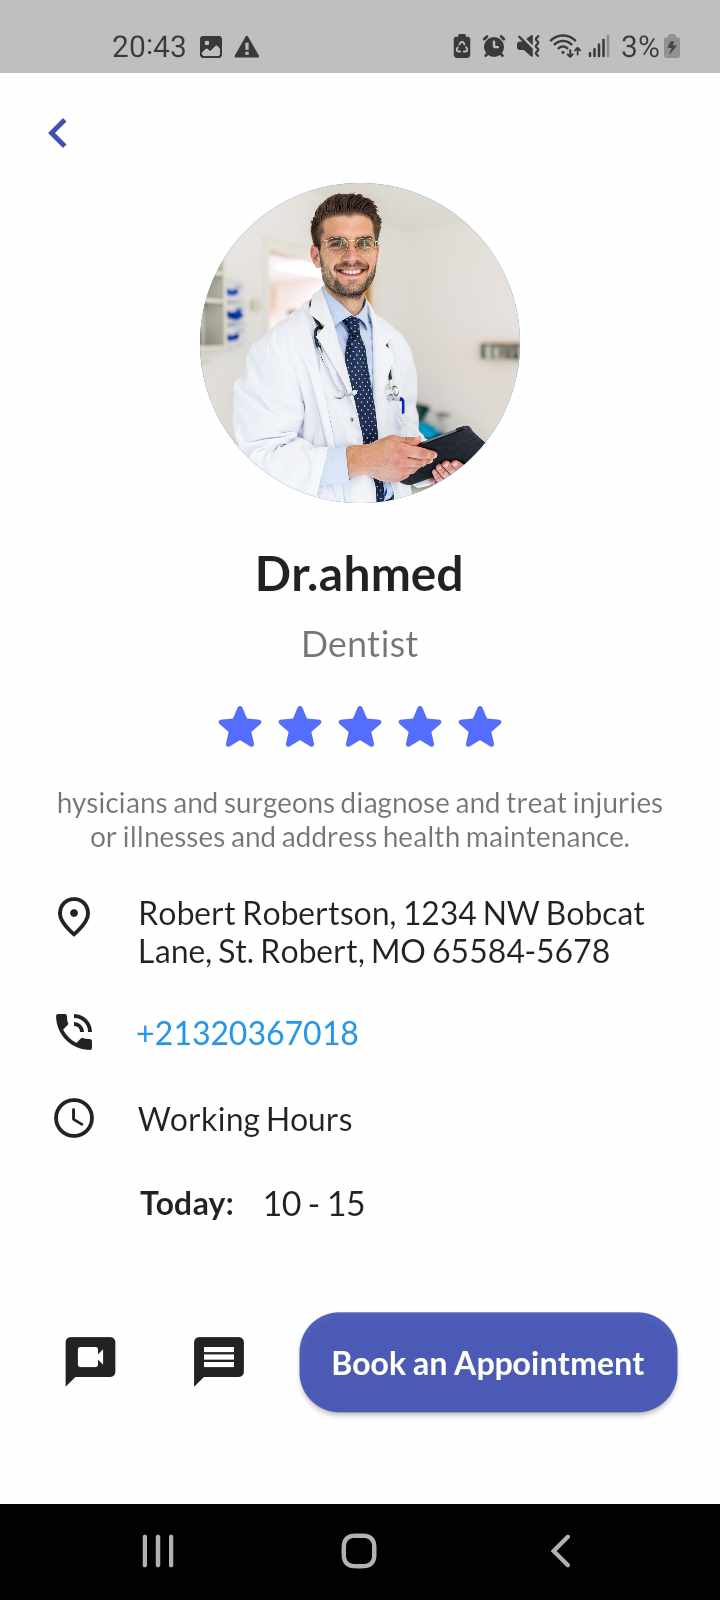 20:43 3%
Dr.ahmed
Dentist
hysicians and surgeons diagnose and treat injuries
or illnesses and address health maintenance.
Robert Robertson, 1234 NW Bobcat
Lane, St. Robert, MO 65584-5678
+21320367018
Working Hours
Today: 10 - 15
Book an Appointment